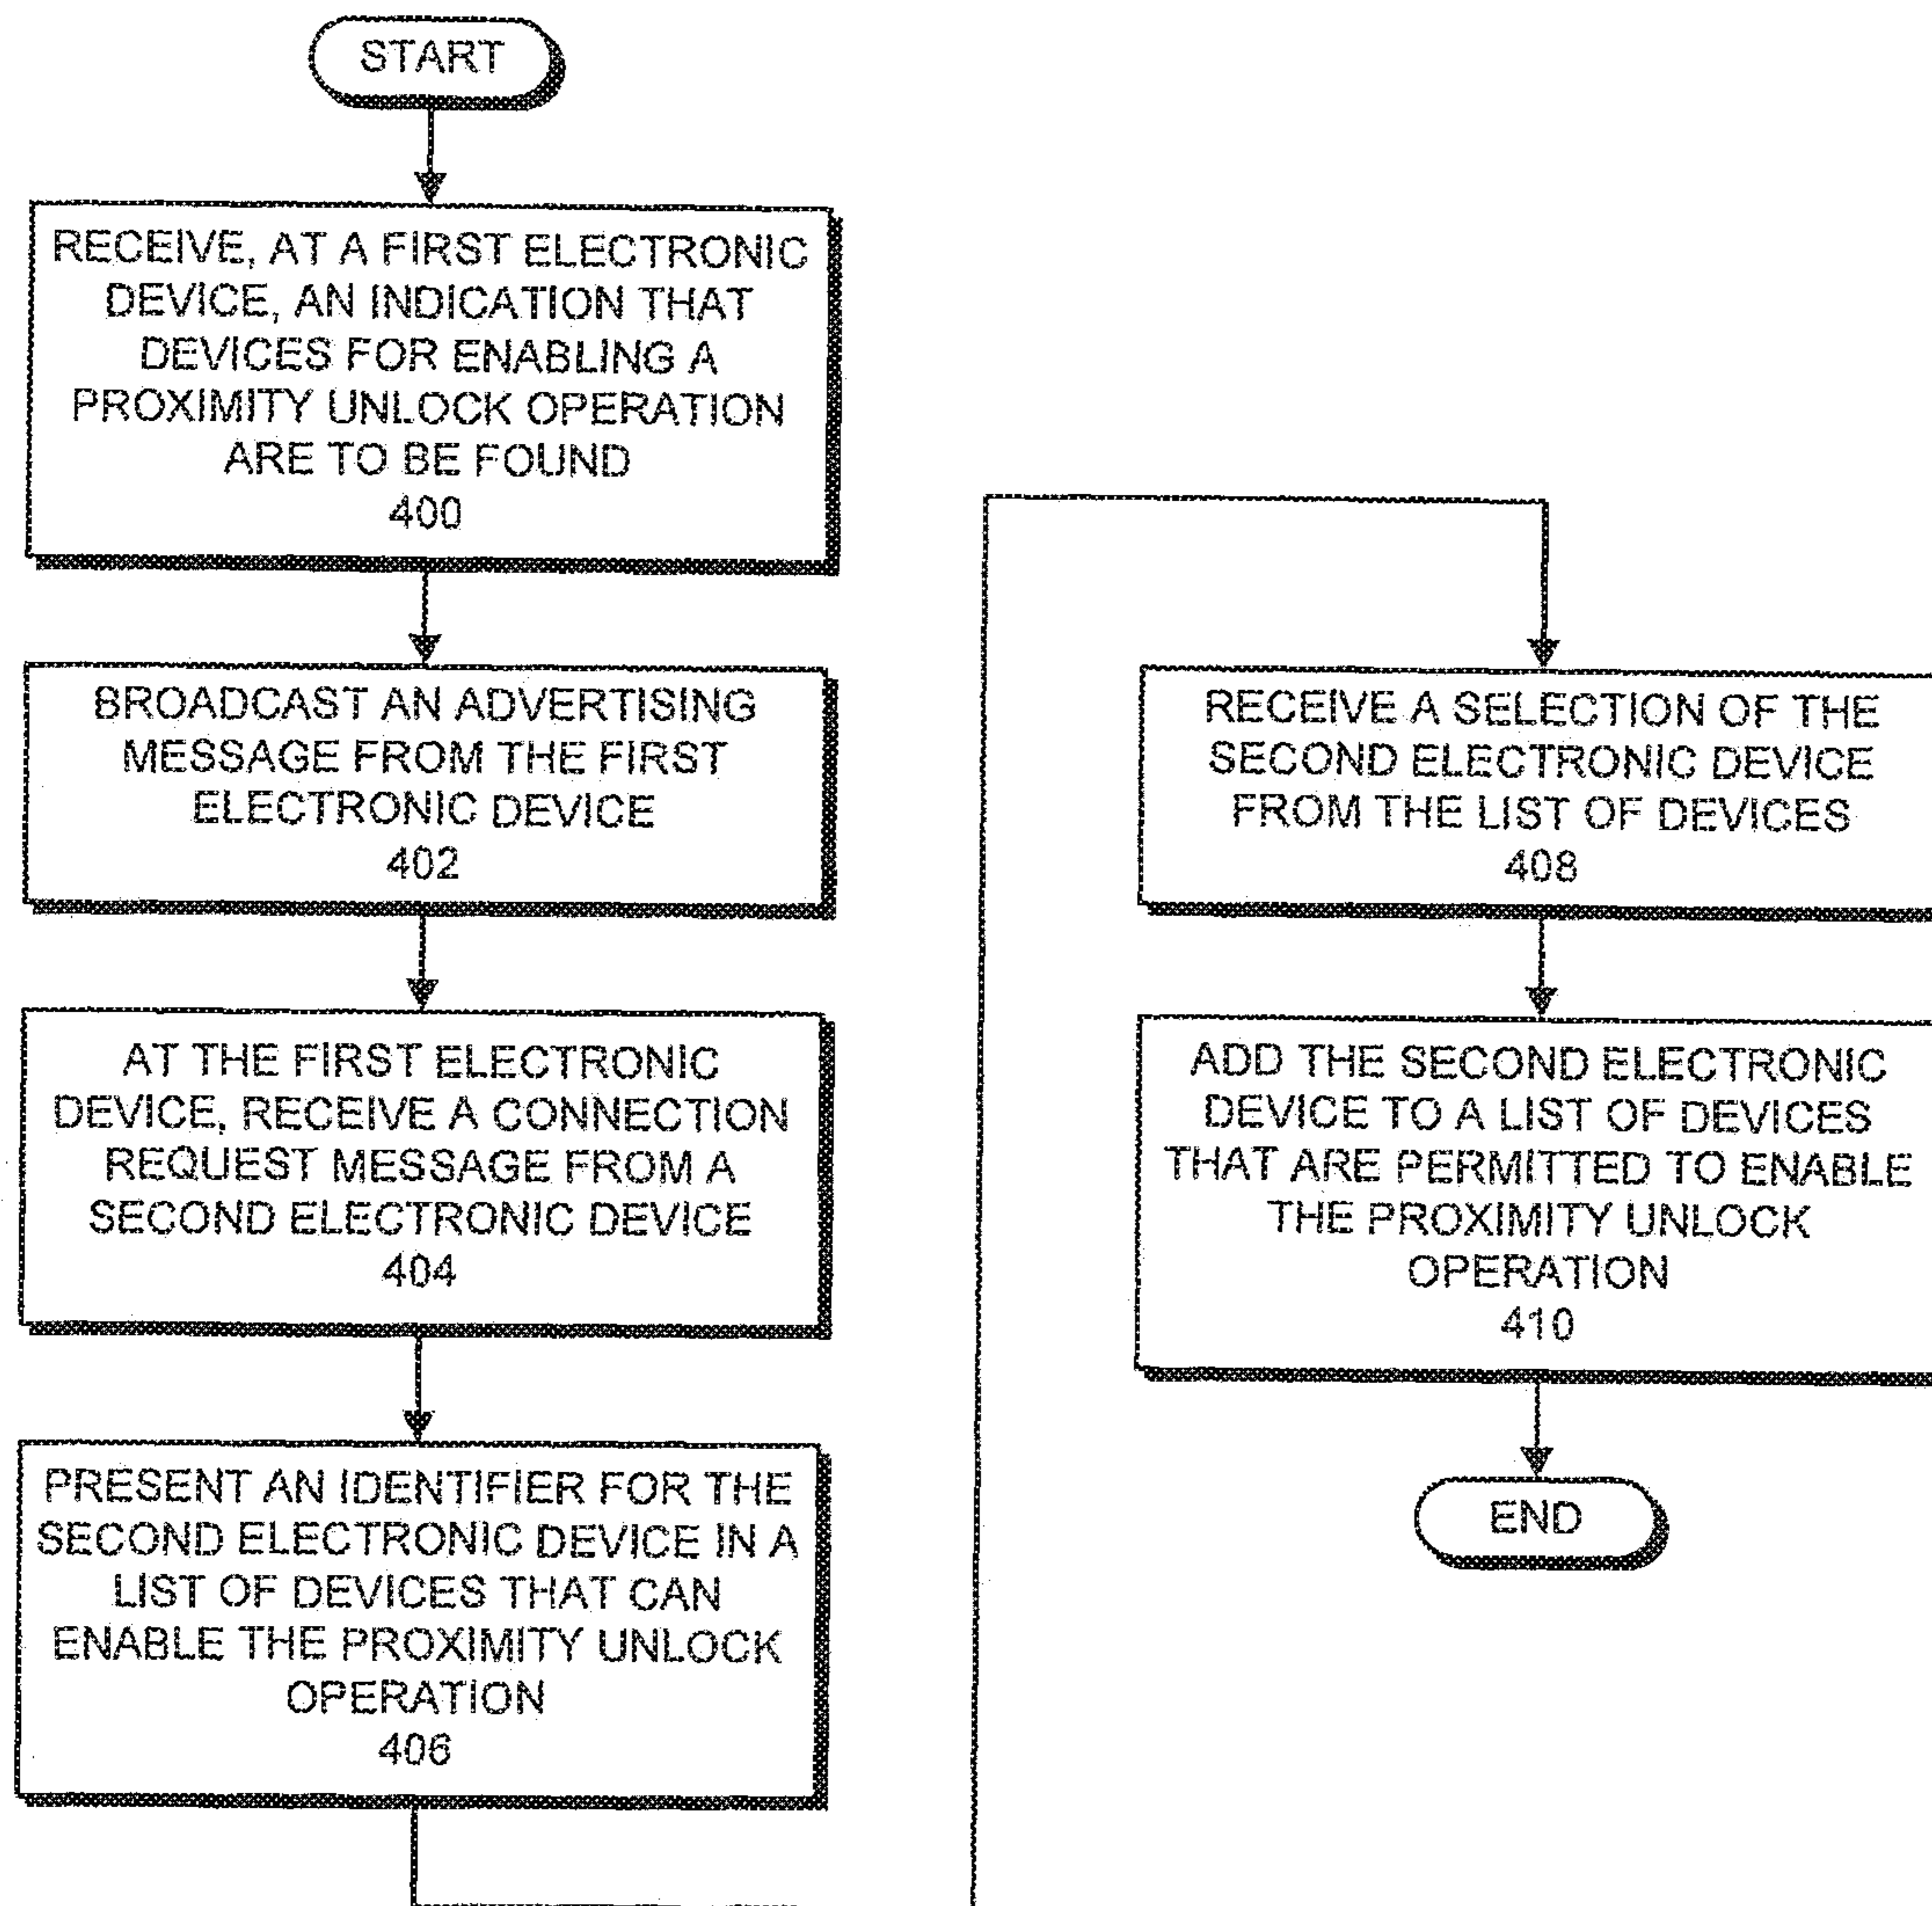 START
RECEIVE, AT A FIRST ELECTRONIC
DEVICE, AN INDICATION THAT
DEVICES FOR ENABLING A
PROXIMITY UNLOCK OPERATION
ARE TO BE FOUND
400
BROADCAST AN ADVERTISING
MESSAGE FROM THE FIRST
ELECTRONIC DEVICE
402
AT THE FIRST ELECTRONIC
DEVICE, RECEIVE A CONNECTION
REQUEST MESSAGE FROM A
SECOND ELECTRONIC DEVICE
404
PRESENT AN IDENTIFIER FOR THE
SECOND ELECTRONIC DEVICE IN A
LIST OF DEVICES THAT CAN
ENABLE THE PROXIMITY UNLOCK
OPERATION
406
RECEIVE A SELECTION OF THE
SECOND ELECTRONIC DEVICE
FROM THE LIST OF DEVICES
408
ADD THE SECOND ELECTRONIC
DEVICE TO A LIST OF DEVICES
THAT ARE PERMITTED TO ENABLE
THE PROXIMITY UNLOCK
OPERATION
410
END